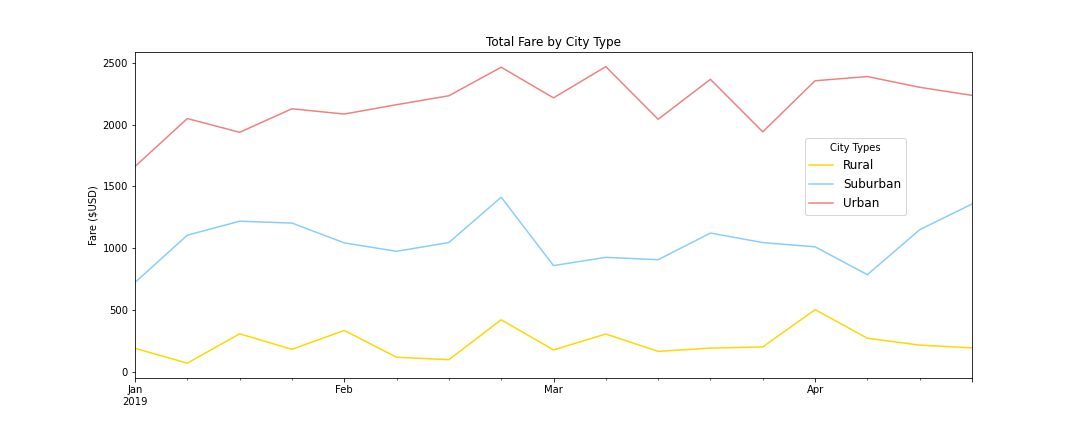 Total Fare by City Type
Fare ($USD)
2500
2000
1500
1000
500
0
City Types
Rural
Suburban
Urban
Jan
2019
Feb
Mar
Apr